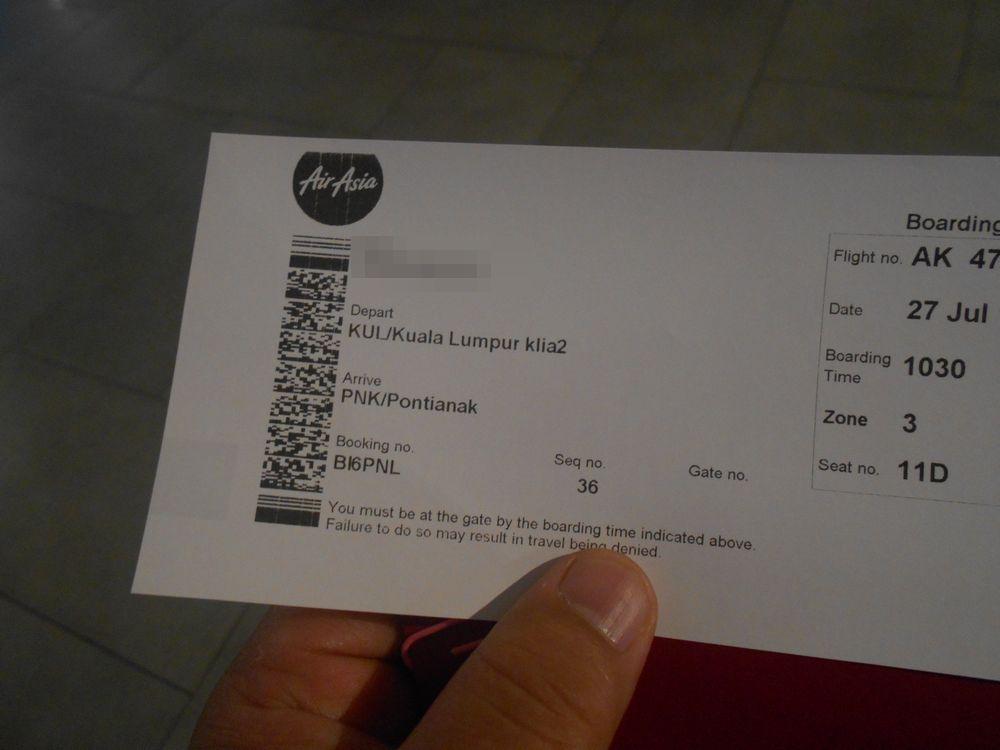 AirAsia
Depart
KUL/Kuala Lumpur klia2
Arrive
PNK/Pontianak
Booking no.
BI6PNL
Seq no.
36
Gate no.
You must be at the gate by the boarding time indicated above.
Failure to do so may result in travel being denied.
Boarding
Flight no. AK 47
Date 27 Jul
Boarding Time 1030
Zone 3
Seat no. 11D